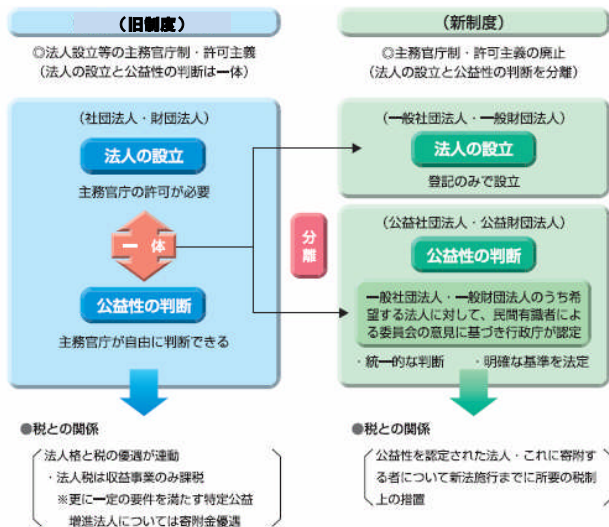 （旧制度）
◎法人設立等の主務官庁制・許可主義
（法人の設立と公益性の判断は一体）
（社団法人・財団法人）
法人の設立
主務官庁の許可が必要
一 体
公益性の判断
主務官庁が自由に判断できる
●税との関係
法人格と税の優遇が連動
・法人税は収益事業のみ課税
※更に一定の要件を満たす特定公益
増進法人については寄附金優遇
分離
（新制度）
◎主務官庁制・許可主義の廃止
（法人の設立と公益性の判断を分離）
（一般社団法人・一般財団法人）
法人の設立
登記のみで設立
（公益社団法人・公益財団法人）
公益性の判断
一般社団法人・一般財団法人のうち希
望する法人に対して、民間有識者によ
る委員会の意見に基づき行政庁が認定
・統一的な判断 ・明確な基準を法定
●税との関係
公益性を認定された法人・これに寄附す
る者について新法施行までに所要の税制
上の措置